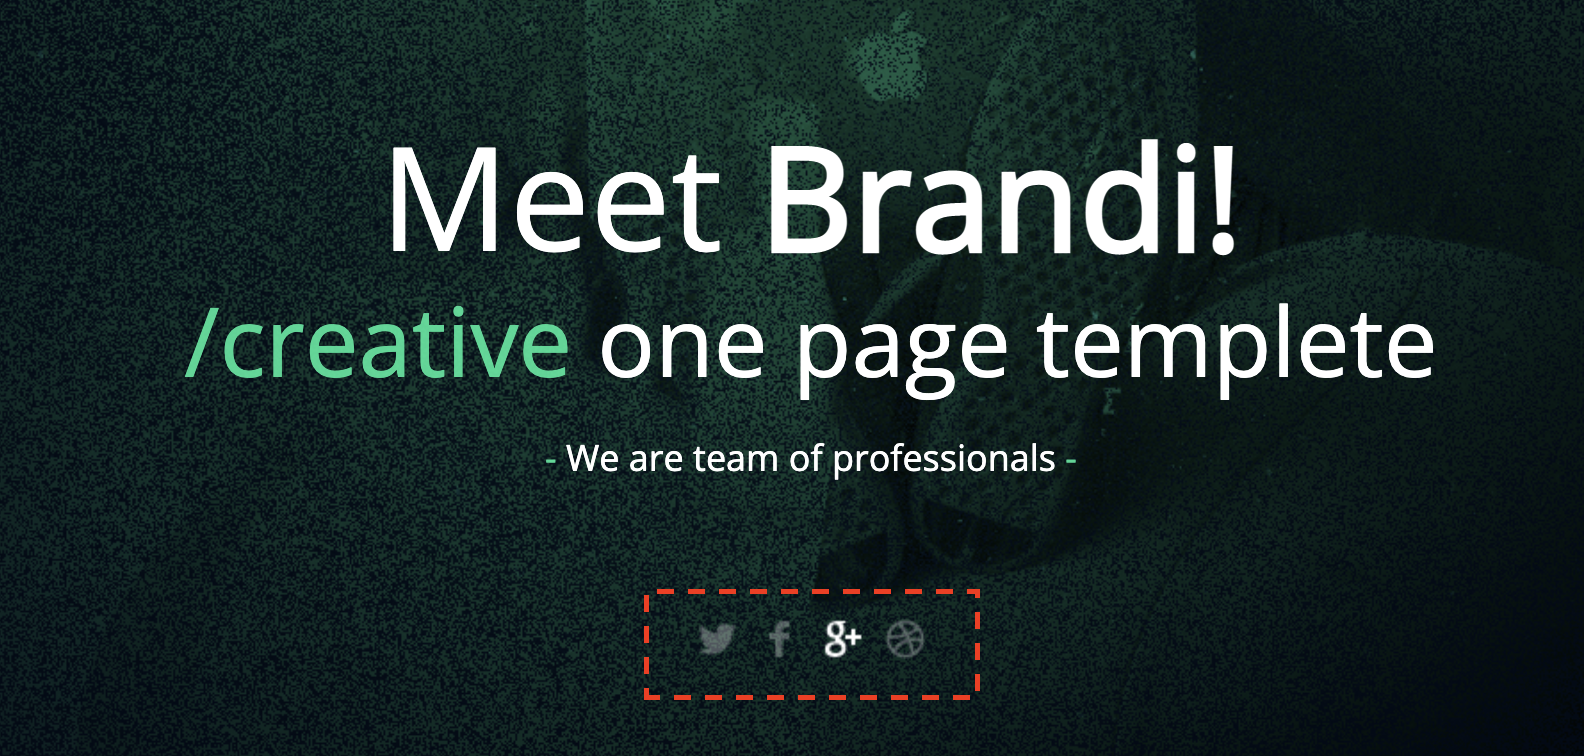 Meet Brandi!
/creative one page templete
- We are team of professionals -
g+